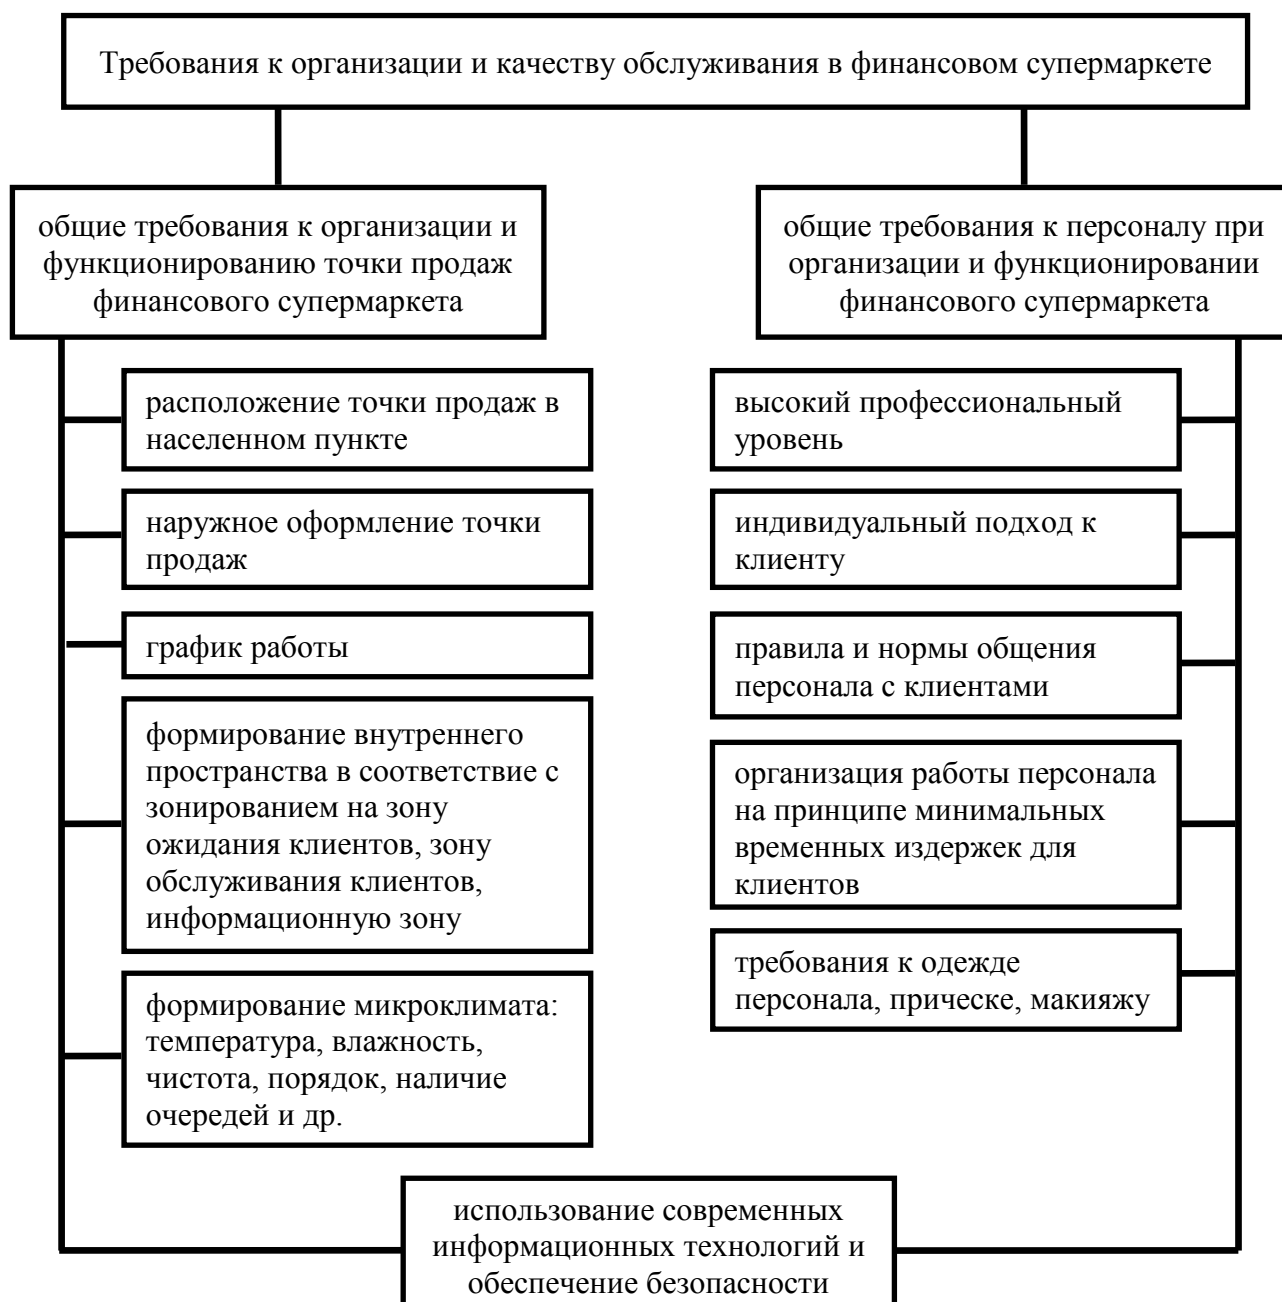 Требования к организации и качеству обслуживания в финансовом супермаркете
общие требования к организации и
функционированию точки продаж
финансового супермаркета
расположение точки продаж в
населенном пункте
наружное оформление точки
продаж
график работы
формирование внутреннего
пространства в соответствие с
зонированием на зону
ожидания клиентов, зону
обслуживания клиентов,
информационную зону
формирование микроклимата:
температура, влажность,
чистота, порядок, наличие
очередей и др.
общие требования к персоналу при
организации и функционировании
финансового супермаркета
высокий профессиональный
уровень
индивидуальный подход к
клиенту
правила и нормы общения
персонала с клиентами
организация работы персонала
на принципе минимальных
временных издержек для
клиентов
требования к одежде
персонала, прическе, макияжу
использование современных
информационных технологий и
обеспечение безопасности